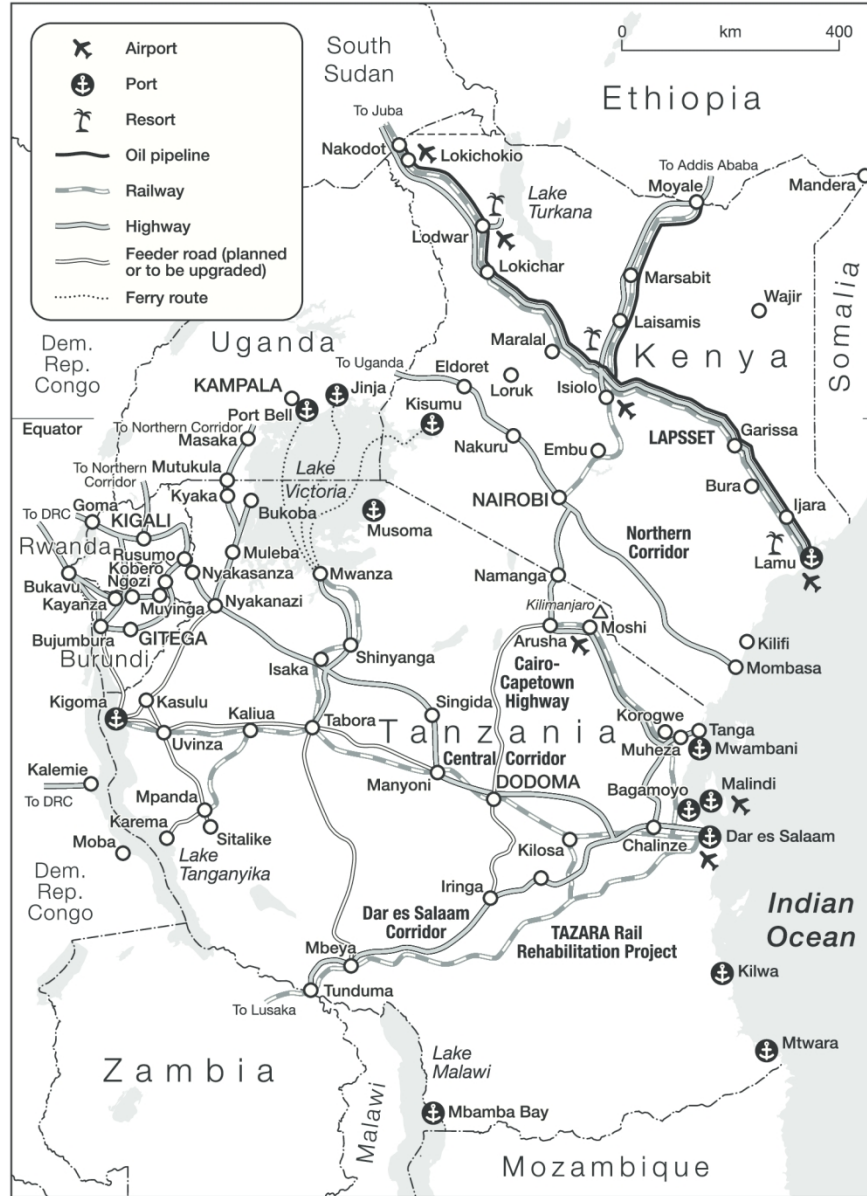 Airport
Port
Resort
Oil pipeline
Railway
Highway
Feeder road (planned
or to be upgraded)
Ferry route
0 km 400
South
Sudan
Ethiopia
To Juba
Nakodot
Lokichokio
Lake
Turkana
To Addis Ababa
Moyale
Mandera
Lodwar
Lokichar
Marsabit
Wajir
Somalia
Laisamis
Maralal
Kenya
Dem.
Rep.
Congo
Uganda
To Uganda
Eldoret
Loruk
Isiolo
KAMPALA
Jinja
Port Bell
Kisumu
Equator
To Northern Corridor
Masaka
Nakuru
Embu
LAPSSET
Garissa
To Northern
Corridor
Mutukula
Kyaka
Lake
Victoria
Bura
Ijara
Goma
To DRC
KIGALI
Bukoba
Musoma
NAIROBI
Northern
Corridor
Lamu
Rwanda
Rusumo
Kobero
Ngozi
Bukavu
Kayanza
Muyinga
Nyakasanza
Muleba
Mwanza
Namanga
Nyakanazi
Kilimanjaro
Bujumbura
GITEGA
Burundi
Arusha
Moshi
Kilifi
Mombasa
Isaka
Shinyanga
Cairo-
Capetown
Highway
Kigoma
Kasulu
Singida
Korogwe
Tanga
Uvinza
Kaliua
Tabora
Tanzania
Muheza
Mwambani
Central Corridor
Kalemie
To DRC
Manyoni
DODOMA
Bagamoyo
Malindi
Mpanda
Karema
Sitalike
Moba
Lake
Tanganyika
Kilosa
Chalinze
Dar es Salaam
Dem.
Rep.
Congo
Iringa
Dar es Salaam
Corridor
TAZARA Rail
Rehabilitation Project
Indian
Ocean
Mbeya
Tunduma
To Lusaka
Kilwa
Zambia
Lake
Malawi
Mtwara
Malawi
Mbamba Bay
Mozambique